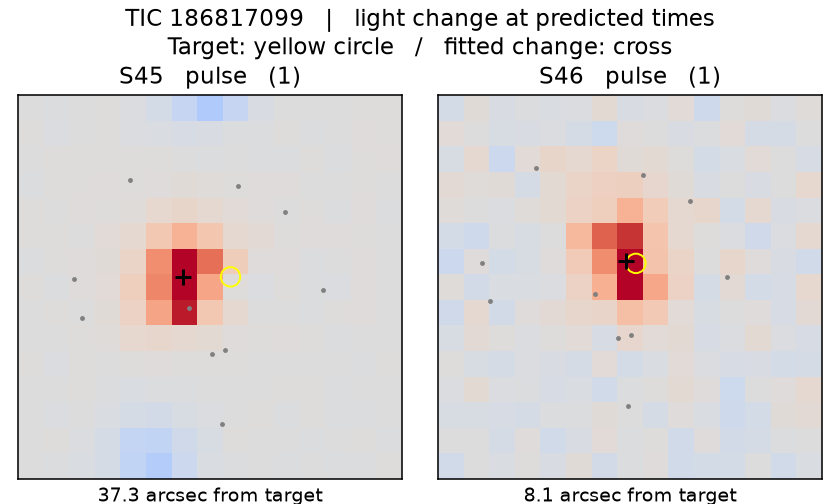 TIC 186817099   |   light change at predicted times
Target: yellow circle   /   fitted change: cross
S45   pulse   (1)
S46   pulse   (1)
37.3 arcsec from target
8.1 arcsec from target